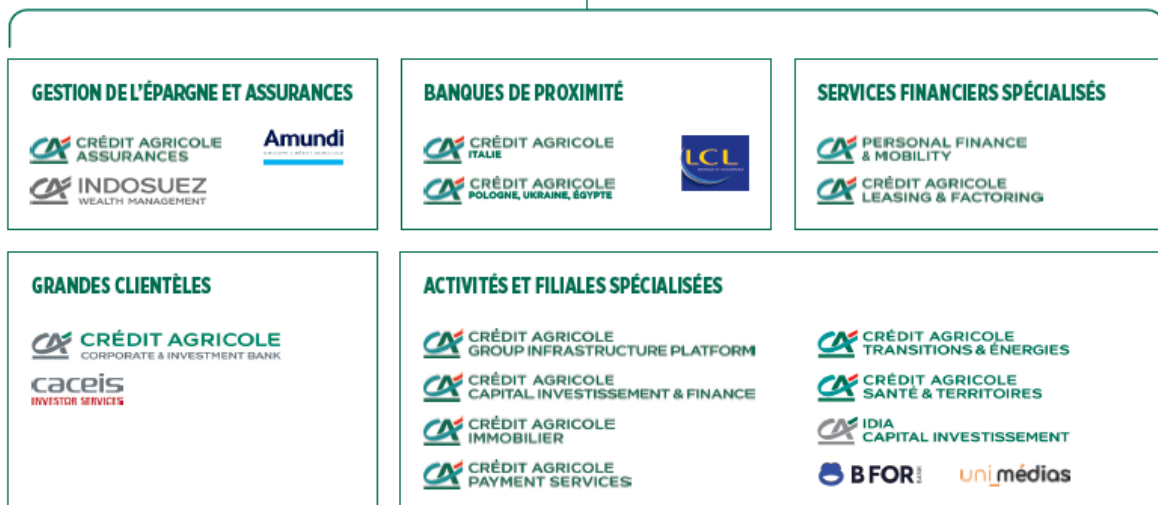 GESTION DE L'ÉPARGNE ET ASSURANCES
CRÉDIT AGRICOLE
ASSURANCES
Amundi
INDOSUEZ
WEALTH MANAGEMENT
BANQUES DE PROXIMITÉ
CRÉDIT AGRICOLE
ITALIE
CRÉDIT AGRICOLE
POLOGNE, UKRAINE, ÉGYPTE
LCL
SERVICES FINANCIERS SPÉCIALISÉS
PERSONAL FINANCE
& MOBILITY
CRÉDIT AGRICOLE
LEASING & FACTORING
GRANDES CLIENTÈLES
CRÉDIT AGRICOLE
CORPORATE & INVESTMENT BANK
caceis
INVESTOR SERVICES
ACTIVITÉS ET FILIALES SPÉCIALISÉES
CRÉDIT AGRICOLE
GROUP INFRASTRUCTURE PLATFORM
CRÉDIT AGRICOLE
CAPITAL INVESTISSEMENT & FINANCE
CRÉDIT AGRICOLE
IMMOBILIER
CRÉDIT AGRICOLE
PAYMENT SERVICES
CRÉDIT AGRICOLE
TRANSITIONS & ÉNERGIES
CRÉDIT AGRICOLE
SANTÉ & TERRITOIRES
IDIA
CAPITAL INVESTISSEMENT
BFOR BANK
uni_médias